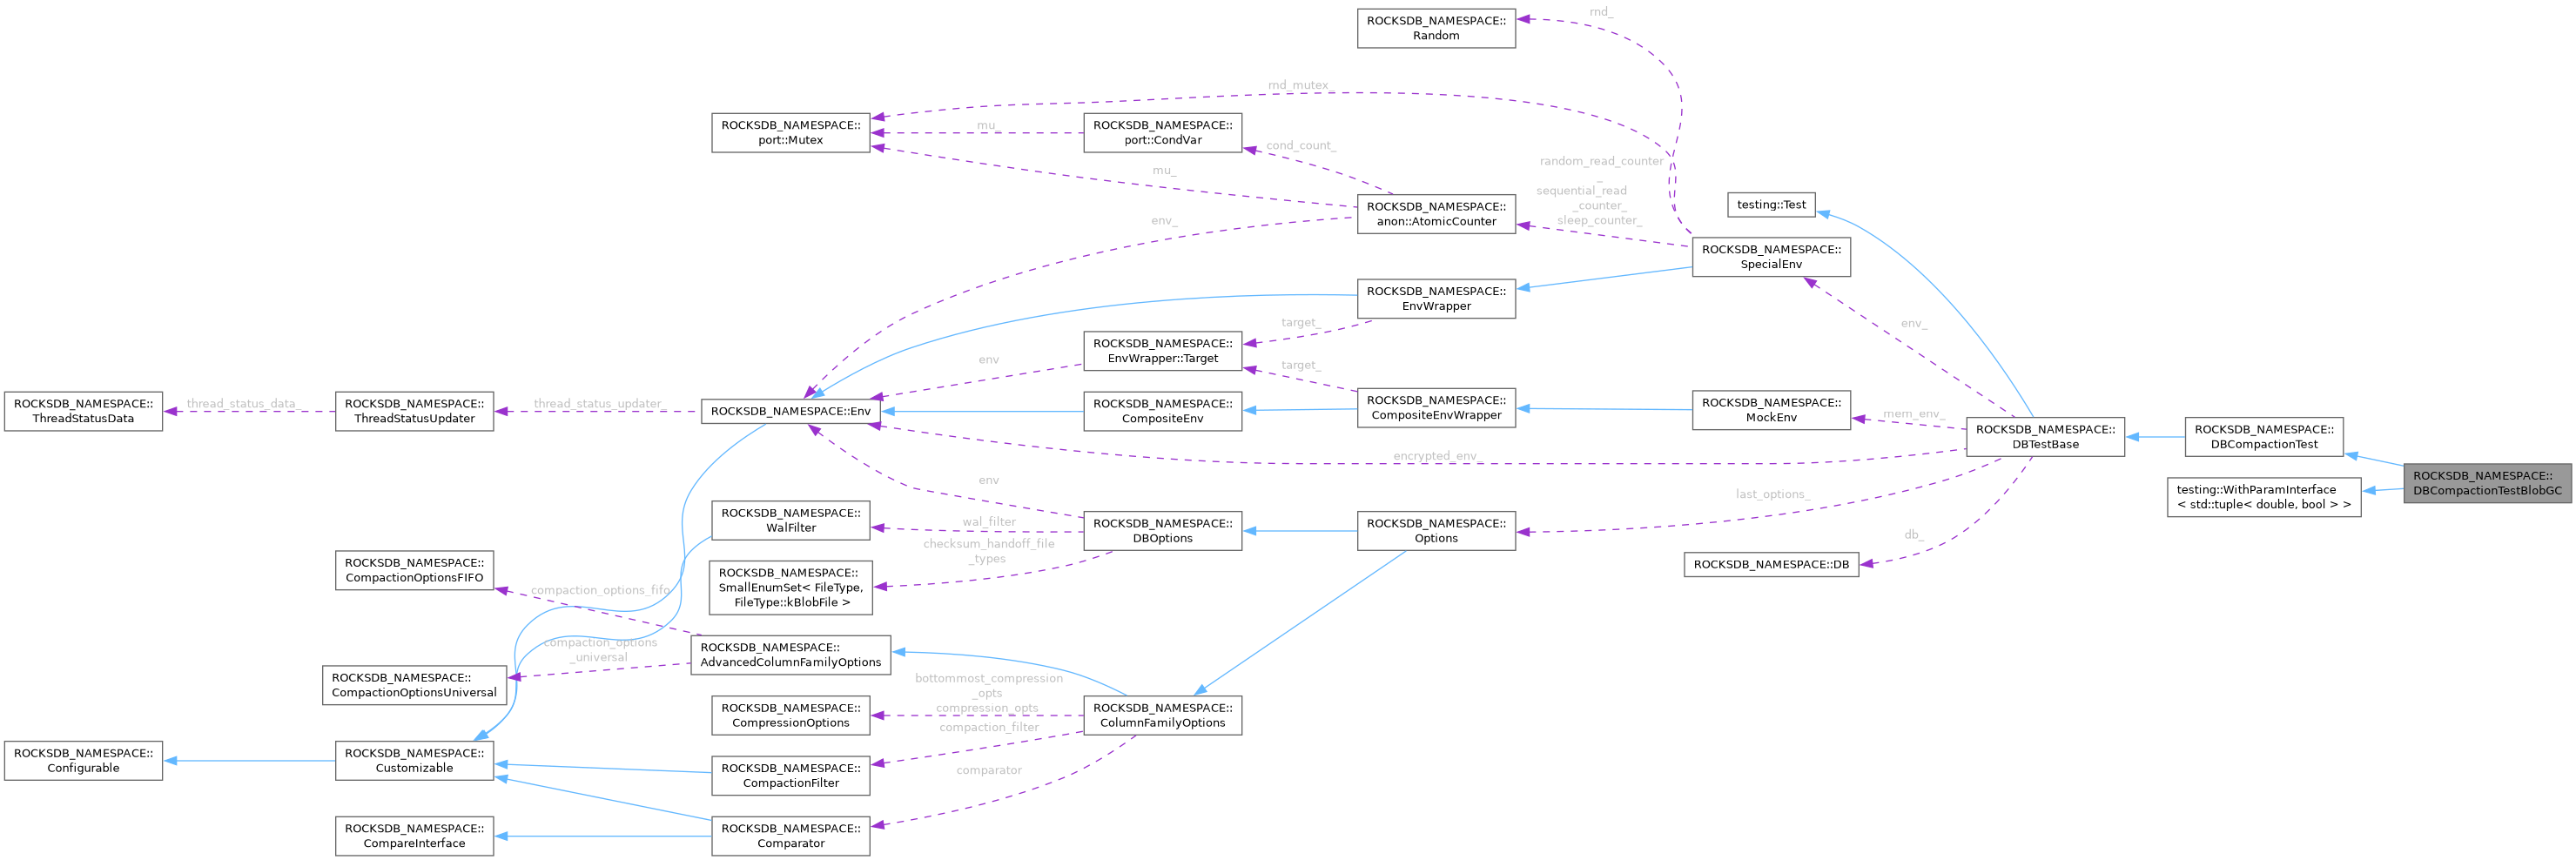 rnd_
ROCKSDB_NAMESPACE::
Random
rnd_mutex
ROCKSDB_NAMESPACE::
port::Mutex
mu_
ROCKSDB_NAMESPACE::
port::CondVar
cond_count_
mu_
random_read_counter
_
sequential_read
_counter_
sleep_counter_
ROCKSDB_NAMESPACE::
anon::AtomicCounter
env_
testing::Test
ROCKSDB_NAMESPACE::
SpecialEnv
ROCKSDB_NAMESPACE::
EnvWrapper
target_
env_
ROCKSDB_NAMESPACE::
EnvWrapper::Target
env
target_
ROCKSDB_NAMESPACE::
ThreadStatusData
thread_status_data_
ROCKSDB_NAMESPACE::
ThreadStatusUpdater
thread_status_updater_
ROCKSDB_NAMESPACE::Env
ROCKSDB_NAMESPACE::
CompositeEnv
ROCKSDB_NAMESPACE::
CompositeEnvWrapper
ROCKSDB_NAMESPACE::
MockEnv
mem_env_
ROCKSDB_NAMESPACE::
DBTestBase
ROCKSDB_NAMESPACE::
DBCompactionTest
encrypted_env_
ROCKSDB_NAMESPACE::
DBCompactionTestBlobGC
testing::WithParamInterface
< std::tuple< double, bool > >
env
last_options_
ROCKSDB_NAMESPACE::
WalFilter
wal_filter
ROCKSDB_NAMESPACE::
DBOptions
ROCKSDB_NAMESPACE::
Options
db_
checksum_handoff_file
_types
ROCKSDB_NAMESPACE::DB
ROCKSDB_NAMESPACE::
CompactionOptionsFIFO
compaction_options_fifo
ROCKSDB_NAMESPACE::
SmallEnumSet< FileType,
FileType::kBlobFile >
compaction_options
_universal
ROCKSDB_NAMESPACE::
AdvancedColumnFamilyOptions
ROCKSDB_NAMESPACE::
CompactionOptionsUniversal
bottommost_compression
_opts
compression_opts
ROCKSDB_NAMESPACE::
CompressionOptions
ROCKSDB_NAMESPACE::
ColumnFamilyOptions
compaction_filter
ROCKSDB_NAMESPACE::
Configurable
ROCKSDB_NAMESPACE::
Customizable
ROCKSDB_NAMESPACE::
CompactionFilter
comparator
ROCKSDB_NAMESPACE::
CompareInterface
ROCKSDB_NAMESPACE::
Comparator